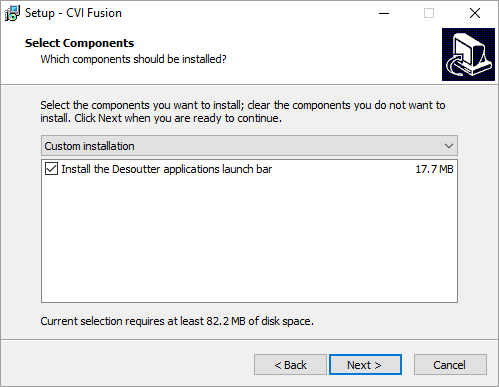 Setup - CVI Fusion
Select Components
Which components should be installed?
Select the components you want to install; clear the components you do not want to
install. Click Next when you are ready to continue.
Custom installation
Install the Desoutter applications launch bar 17.7 MB
Current selection requires at least 82.2 MB of disk space.
< Back Next > Cancel